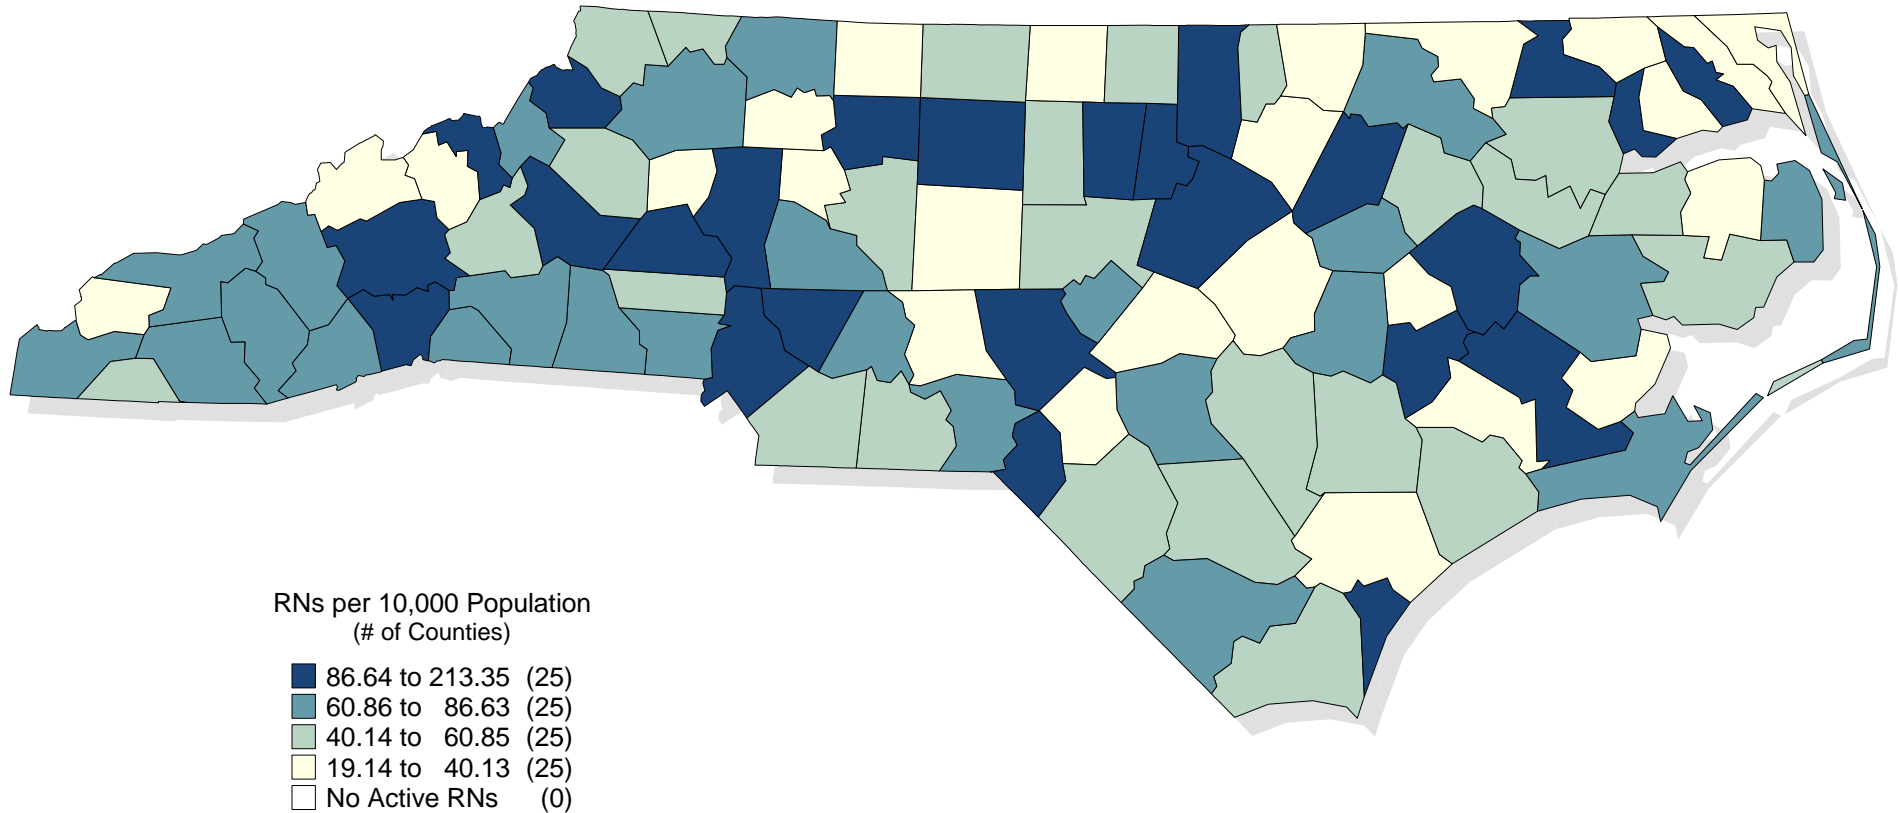 RNs per 10,000 Population
(# of Counties)
86.64 to 213.35 (25)
60.86 to 86.63 (25)
40.14 to 60.85 (25)
19.14 to 40.13 (25)
No Active RNs (0)